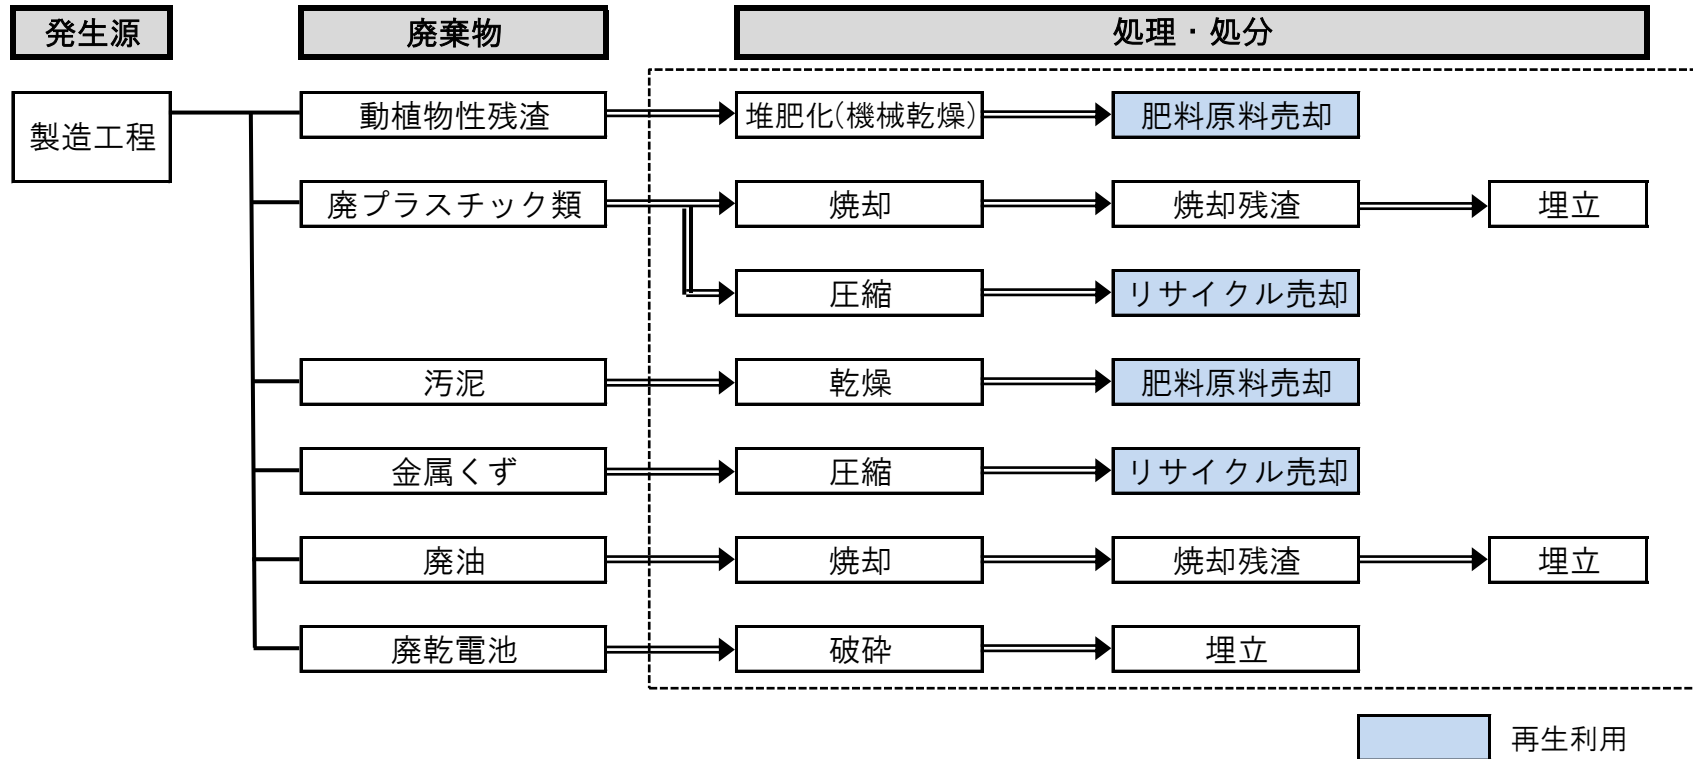 発生源
廃棄物
処理・処分
製造工程
動植物性残渣
堆肥化(機械乾燥)
肥料原料売却
廃プラスチック類
焼却
焼却残渣
埋立
圧縮
リサイクル売却
汚泥
乾燥
肥料原料売却
金属くず
圧縮
リサイクル売却
廃油
焼却
焼却残渣
埋立
廃乾電池
破砕
埋立
再生利用